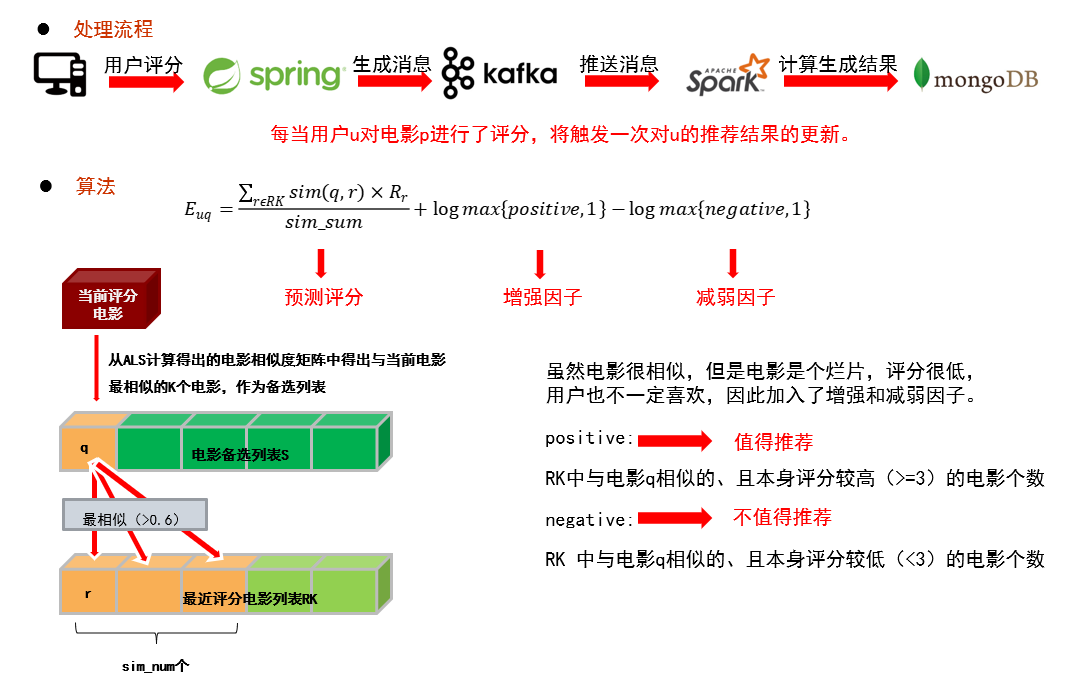 处理流程
用户评分
spring
生成消息
kafka
推送消息
APACHE Spark
计算生成结果
mongoDB
每当用户u对电影p进行了评分，将触发一次对u的推荐结果的更新。
算法
E_{uq} = \frac{\sum_{r \epsilon RK} sim(q,r) \times R_r}{sim\_sum} + \log max\{positive,1\} - \log max\{negative,1\}
预测评分
增强因子
减弱因子
当前评分
电影
从ALS计算得出的电影相似度矩阵中得出与当前电影
最相似的K个电影，作为备选列表
q
电影备选列表S
最相似（>0.6）
r
最近评分电影列表RK
sim_num个
虽然电影很相似，但是电影是个烂片，评分很低，
用户也不一定喜欢，因此加入了增强和减弱因子。
positive: 值得推荐
RK中与电影q相似的、且本身评分较高（>=3）的电影个数
negative: 不值得推荐
RK 中与电影q相似的、且本身评分较低（<3）的电影个数